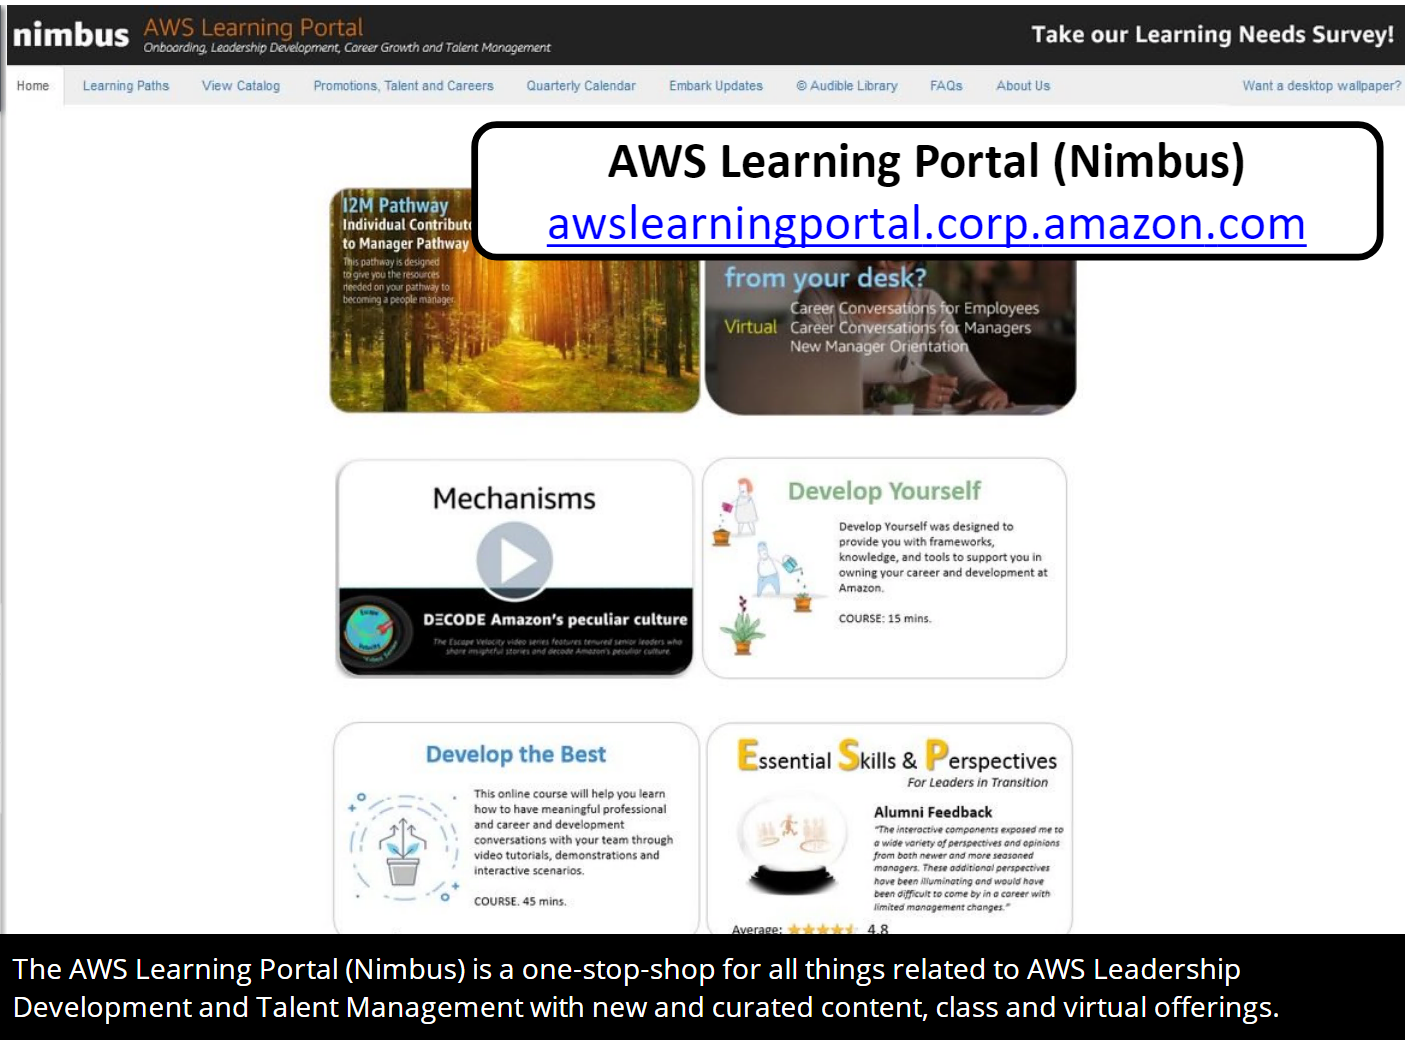 nimbus AWS Learning Portal
Onboarding, Leadership Development, Career Growth and Talent Management
Take our Learning Needs Survey!
Home Learning Paths View Catalog Promotions, Talent and Careers Quarterly Calendar Embark Updates © Audible Library FAQs About Us Want a desktop wallpaper?
AWS Learning Portal (Nimbus)
awslearningportal.corp.amazon.com
I2M Pathway
Individual Contribut
to Manager Pathway
This pathway is designed
to give you the resources
needed on your pathway to
becoming a people manager
from your desk?
Virtual
Career Conversations for Employees
Career Conversations for Managers
New Manager Orientation
Mechanisms
DECODE Amazon's peculiar culture
The Escape Velocity video series features tenured senior leaders who
share insightful stories and decode Amazon's peculiar culture.
Develop Yourself
Develop Yourself was designed to
provide you with frameworks,
knowledge, and tools to support you in
owning your career and development at
Amazon.
COURSE: 15 mins.
Develop the Best
This online course will help you learn
how to have meaningful professional
and career and development
conversations with your team through
video tutorials, demonstrations and
interactive scenarios.
COURSE. 45 mins.
Essential Skills & Perspectives
For Leaders in Transition
Alumni Feedback
"The interactive components exposed me to
a wide variety of perspectives and opinions
from both newer and more seasoned
managers. These additional perspectives
have been illuminating and would have
been difficult to come by in a career with
limited management changes."
Average: 4.8
The AWS Learning Portal (Nimbus) is a one-stop-shop for all things related to AWS Leadership
Development and Talent Management with new and curated content, class and virtual offerings.